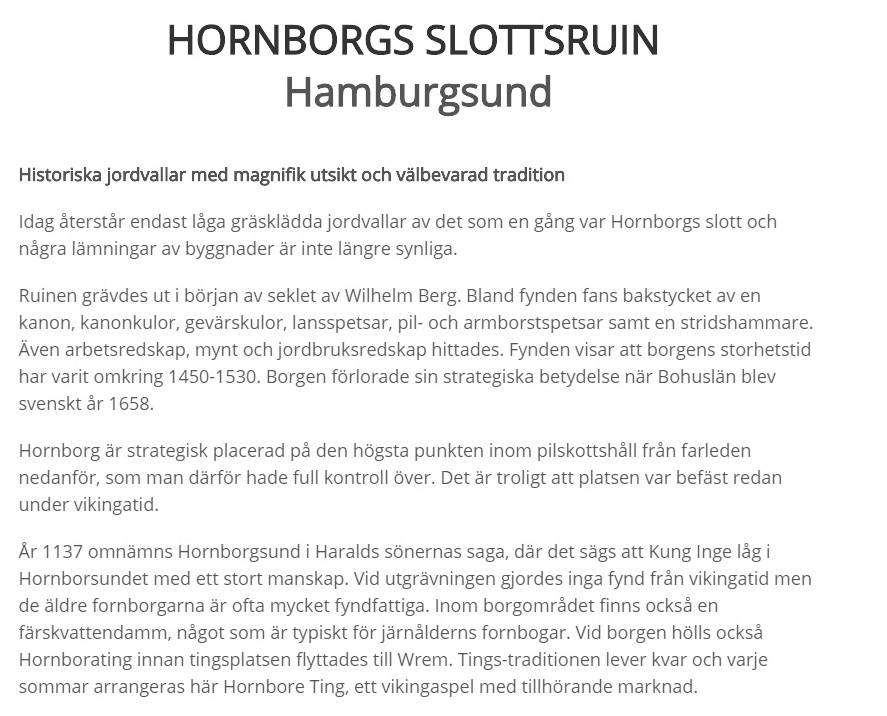 HORNBORGS SLOTTSRUIN
Hamburgsund
Historiska jordvallar med magnifik utsikt och välbevarad tradition
Idag återstår endast låga gräsklädda jordvallar av det som en gång var Hornborgs slott och
några lämningar av byggnader är inte längre synliga.
Ruinen grävdes ut i början av seklet av Wilhelm Berg. Bland fynden fans bakstycket av en
kanon, kanonkulor, gevärskulor, lansspetsar, pil- och armborstspetsar samt en stridshammare.
Även arbetsredskap, mynt och jordbruksredskap hittades. Fynden visar att borgens storhetstid
har varit omkring 1450-1530. Borgen förlorade sin strategiska betydelse när Bohuslän blev
svenskt år 1658.
Hornborg är strategisk placerad på den högsta punkten inom pilskottshåll från farleden
nedanför, som man därför hade full kontroll över. Det är troligt att platsen var befäst redan
under vikingatid.
År 1137 omnämns Hornborgsund i Haralds sönernas saga, där det sägs att Kung Inge låg i
Hornborsundet med ett stort manskap. Vid utgrävningen gjordes inga fynd från vikingatid men
de äldre fornborgarna är ofta mycket fyndfattiga. Inom borgområdet finns också en
färskvattendamm, något som är typiskt för järnålderns fornbogar. Vid borgen hölls också
Hornborating innan tingsplatsen flyttades till Wrem. Tings-traditionen lever kvar och varje
sommar arrangeras här Hornbore Ting, ett vikingaspel med tillhörande marknad.